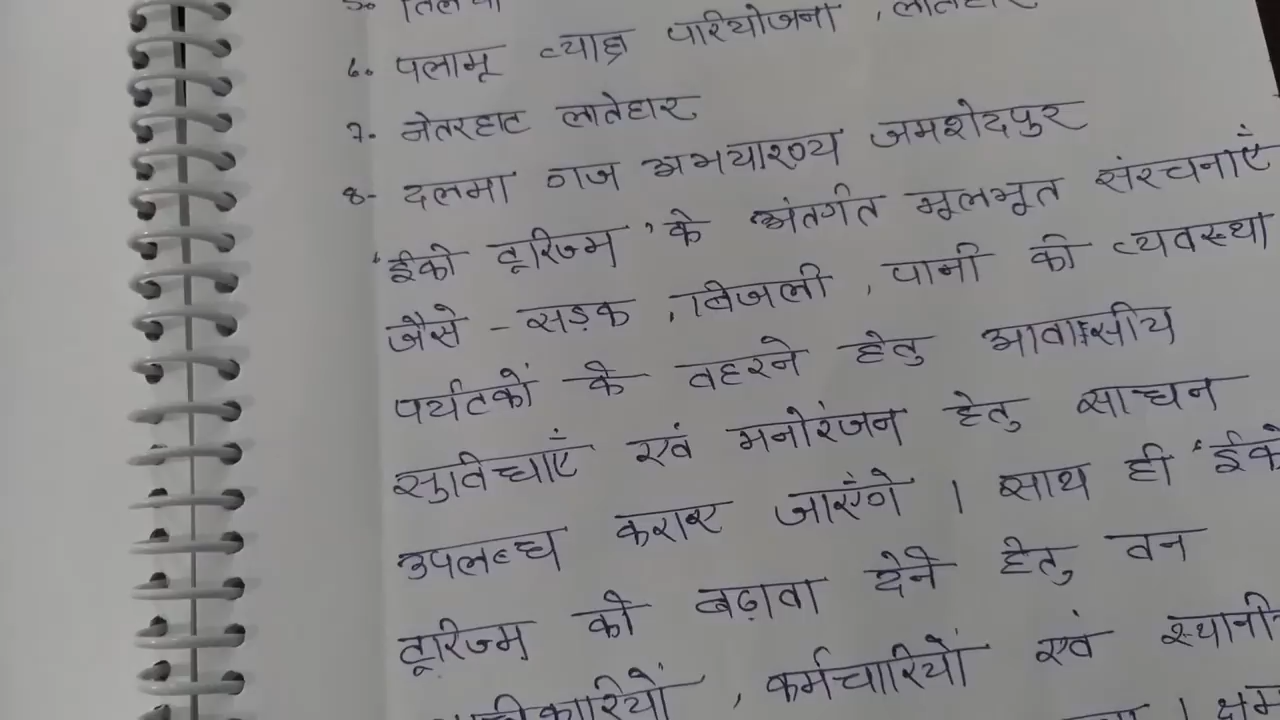 5. तिल
6. पलामू व्याघ्र परियोजना , लातेहार
7. नेतरहाट लातेहार
8- दलमा गज अभयारण्य जमशेदपुर
'ईको टूरिज्म' के अंतर्गत मूलभूत संरचनाएँ
जैसे - सड़क , बिजली , पानी की व्यवस्था
पर्यटकों के ठहरने हेतु आवासीय
सुविधाएँ एवं मनोरंजन हेतु साधन
उपलब्ध कराए जाएँगे । साथ ही 'ईको
टूरिज्म को बढ़ावा देने हेतु वन
कर्मचारियों एवं स्थानी